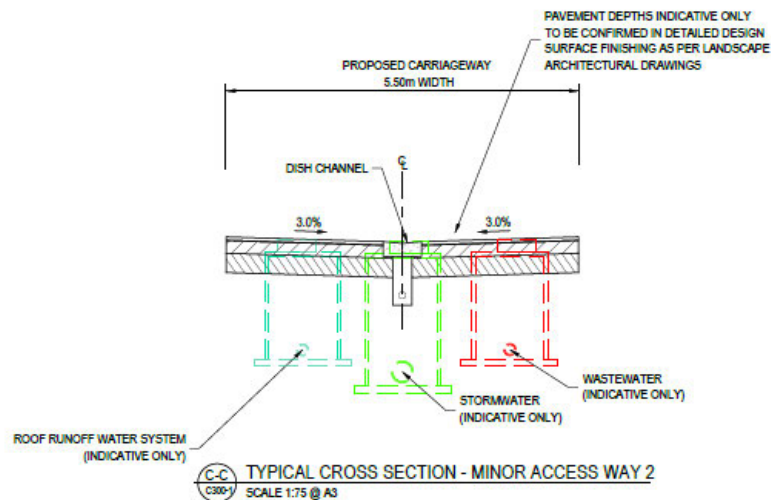 PAVEMENT DEPTHS INDICATIVE ONLY
TO BE CONFIRMED IN DETAILED DESIGN
SURFACE FINISHING AS PER LANDSCAPE
ARCHITECTURAL DRAWINGS
PROPOSED CARRIAGEWAY
5.50m WIDTH
DISH CHANNEL
3.0%
3.0%
WASTEWATER
(INDICATIVE ONLY)
STORMWATER
(INDICATIVE ONLY)
ROOF RUNOFF WATER SYSTEM
(INDICATIVE ONLY)
C-C
C300-1
TYPICAL CROSS SECTION - MINOR ACCESS WAY 2
SCALE 1:75 @ A3